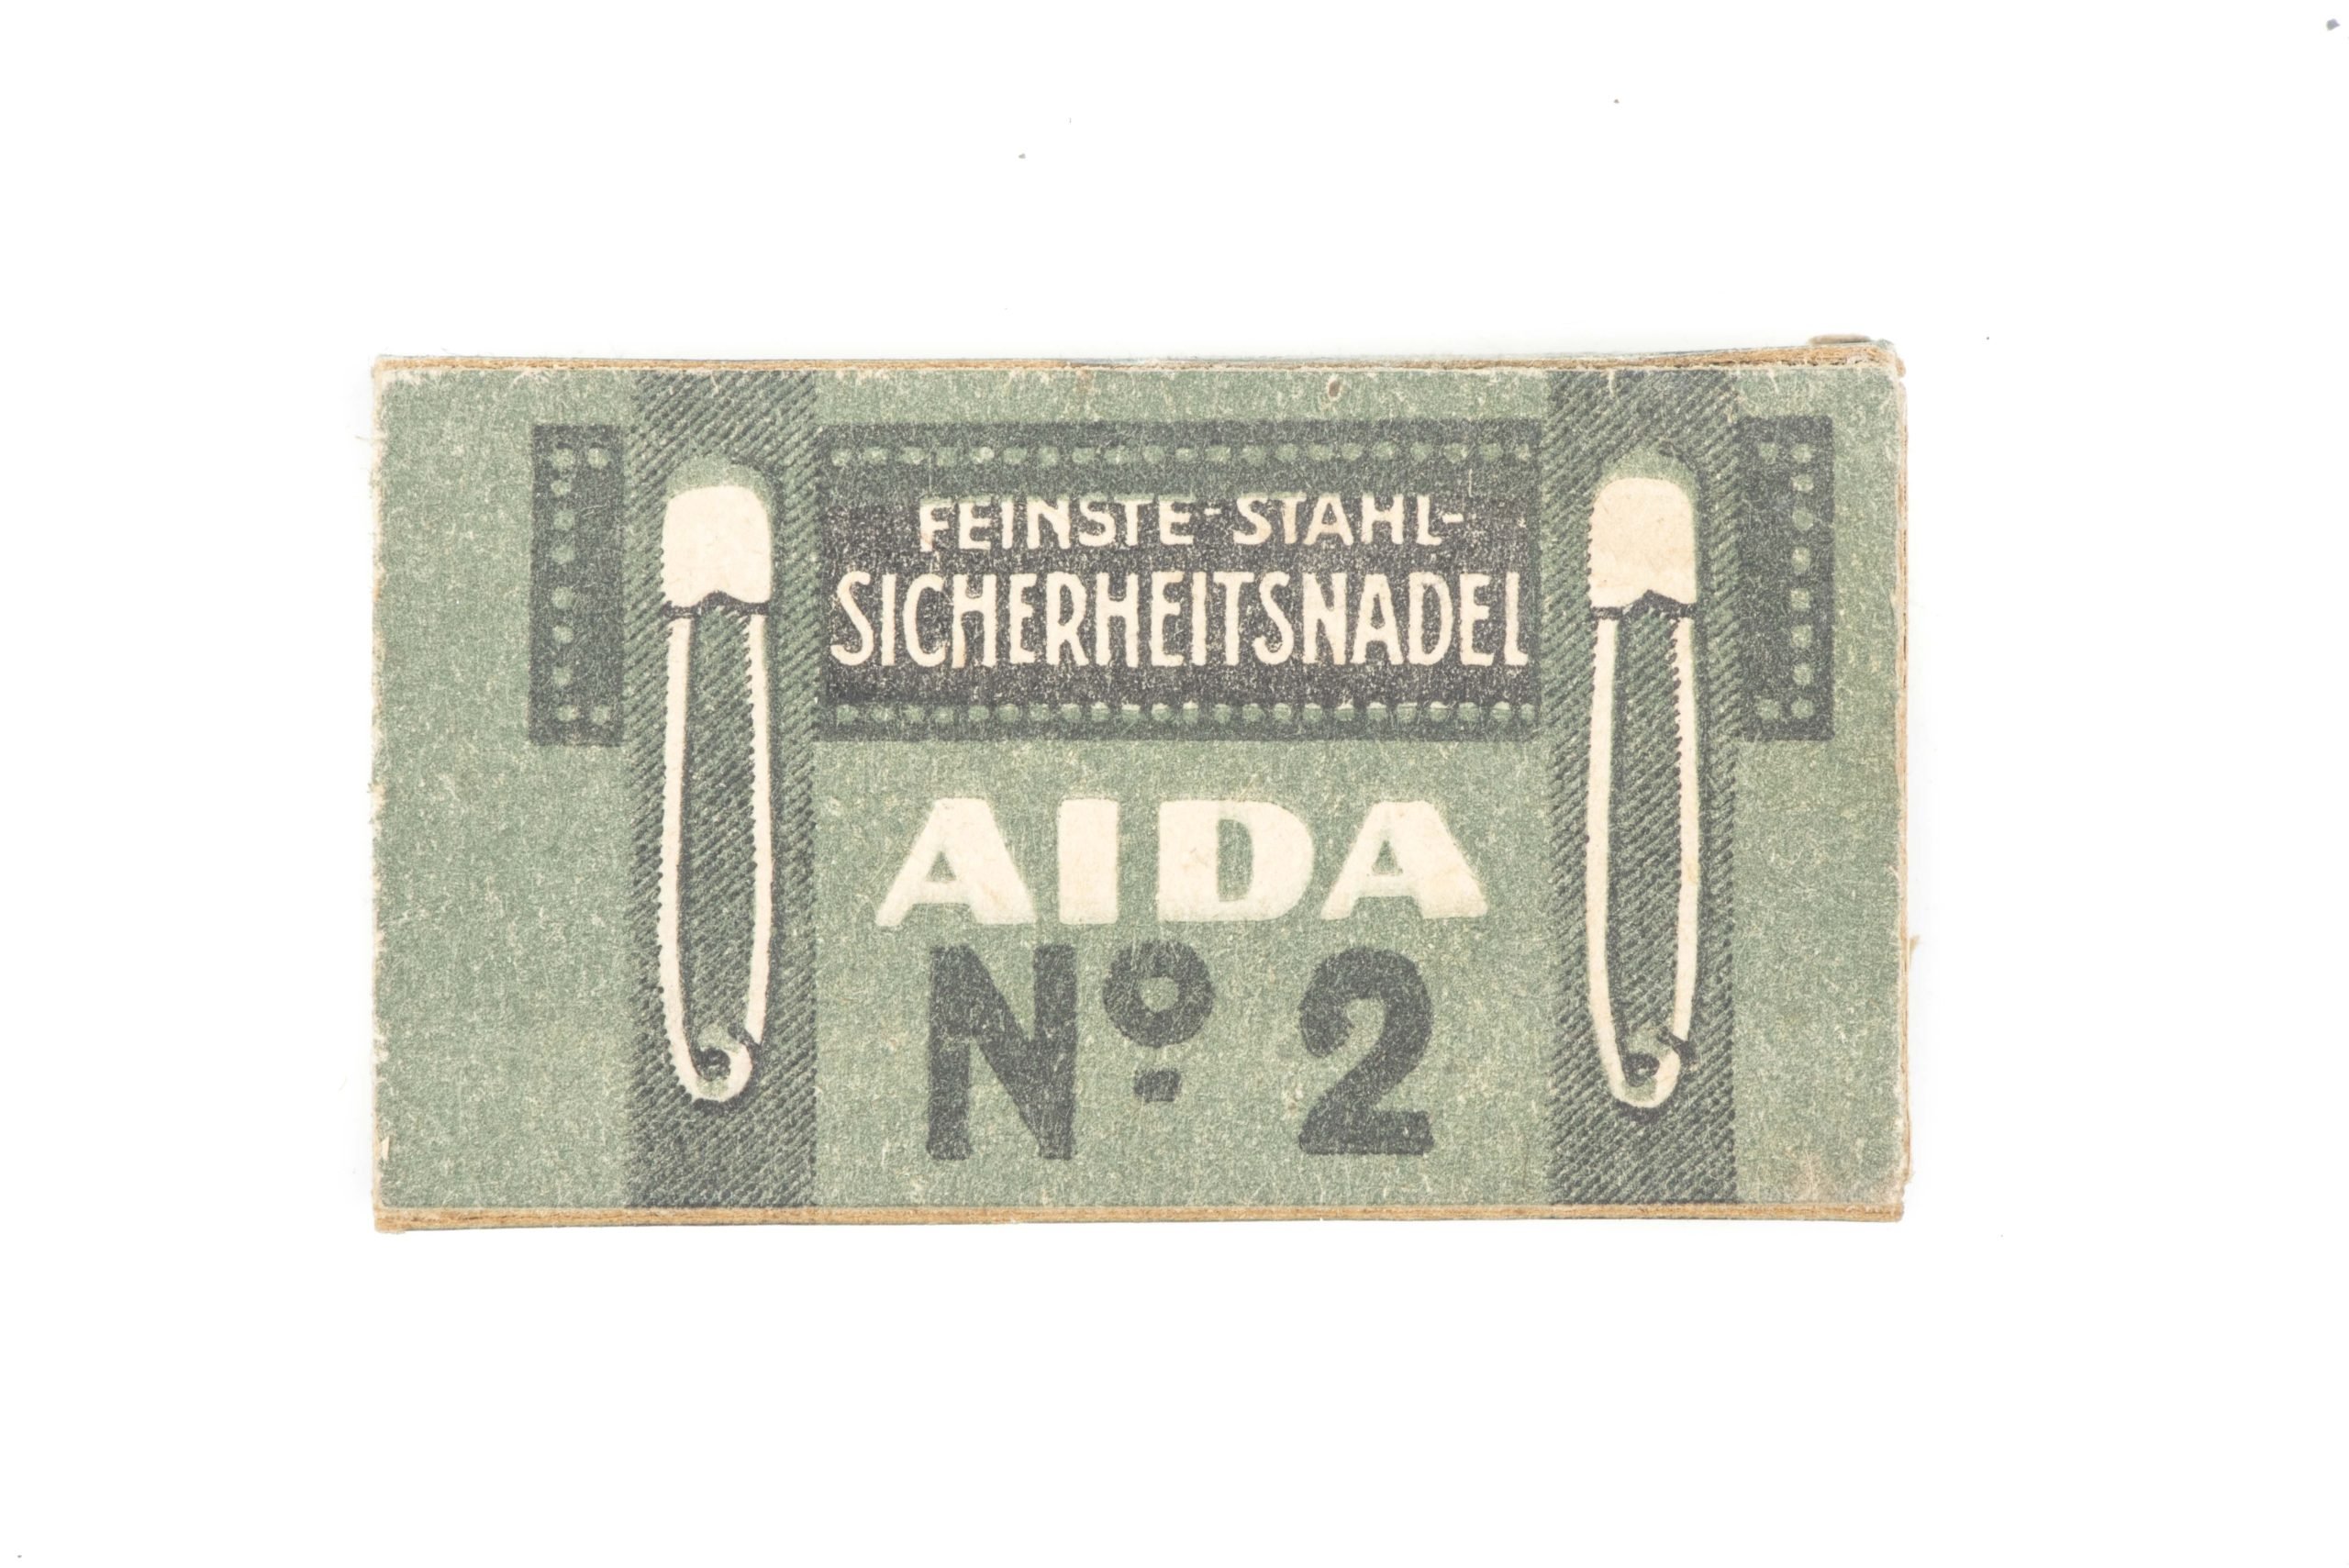 FEINSTE-STAHL-
SICHERHEITSNADEL
AIDA
Nº 2